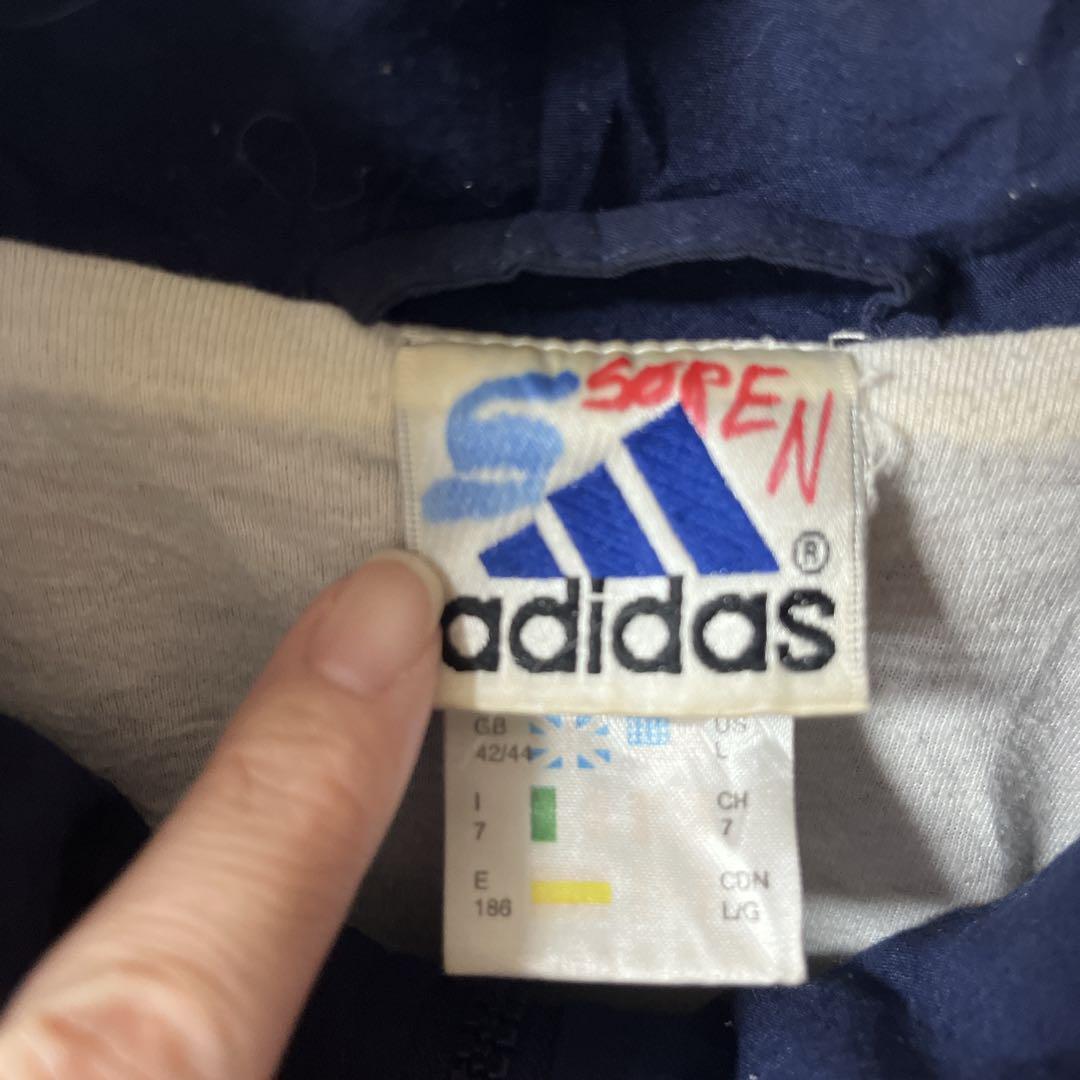 S SØREN
®
adidas
GB US
42/44 L
I CH
7 7
E CDN
186 L/G